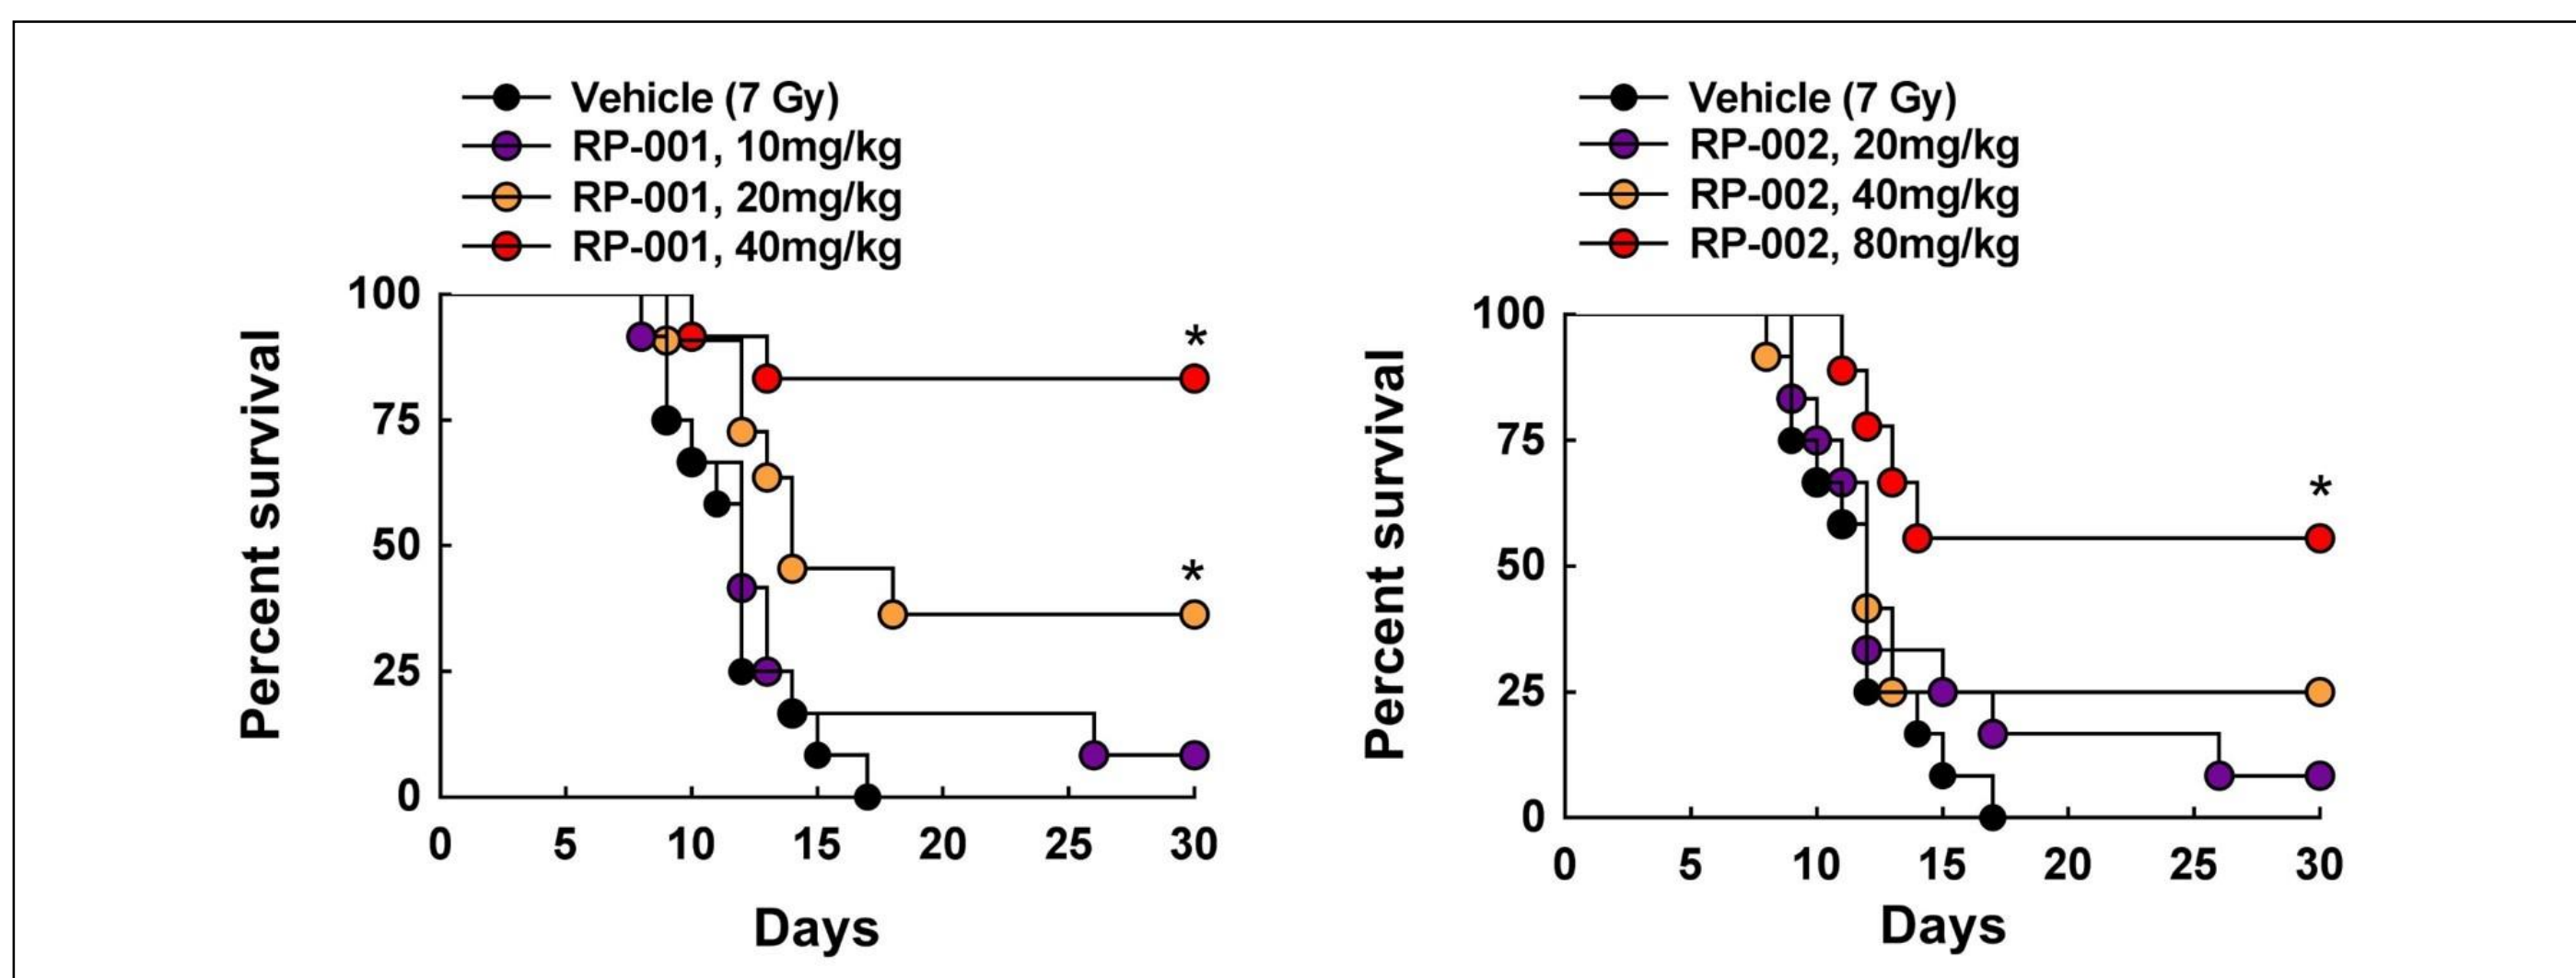 Vehicle (7 Gy)
RP-001, 10mg/kg
RP-001, 20mg/kg
RP-001, 40mg/kg
100
75
50
25
0
Percent survival
*
*
0 5 10 15 20 25 30
Days
Vehicle (7 Gy)
RP-002, 20mg/kg
RP-002, 40mg/kg
RP-002, 80mg/kg
100
75
50
25
0
Percent survival
*
0 5 10 15 20 25 30
Days